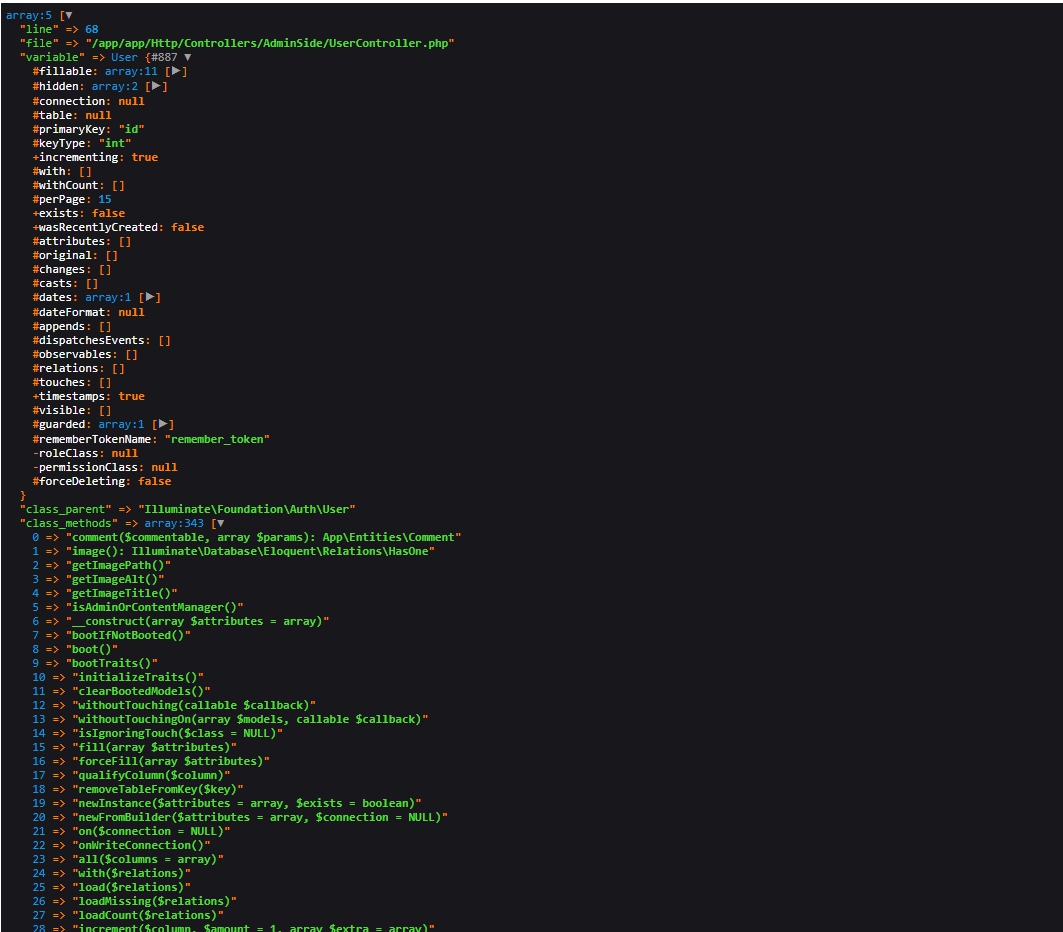 array:5 [▼
"line" => 68
"file" => "/app/app/Http/Controllers/AdminSide/UserController.php"
"variable" => User {#887 ▼
#fillable: array:11 [▶]
#hidden: array:2 [▶]
#connection: null
#table: null
#primaryKey: "id"
#keyType: "int"
+incrementing: true
#with: []
#withCount: []
#perPage: 15
+exists: false
+wasRecentlyCreated: false
#attributes: []
#original: []
#changes: []
#casts: []
#dates: array:1 [▶]
#dateFormat: null
#appends: []
#dispatchesEvents: []
#observables: []
#relations: []
#touches: []
+timestamps: true
#visible: []
#guarded: array:1 [▶]
#rememberTokenName: "remember_token"
-roleClass: null
-permissionClass: null
#forceDeleting: false
}
"class_parent" => "Illuminate\Foundation\Auth\User"
"class_methods" => array:343 [▼
0 => "comment($commentable, array $params): App\Entities\Comment"
1 => "image(): Illuminate\Database\Eloquent\Relations\HasOne"
2 => "getImagePath()"
3 => "getImageAlt()"
4 => "getImageTitle()"
5 => "isAdminOrContentManager()"
6 => "__construct(array $attributes = array)"
7 => "bootIfNotBooted()"
8 => "boot()"
9 => "bootTraits()"
10 => "initializeTraits()"
11 => "clearBootedModels()"
12 => "withoutTouching(callable $callback)"
13 => "withoutTouchingOn(array $models, callable $callback)"
14 => "isIgnoringTouch($class = NULL)"
15 => "fill(array $attributes)"
16 => "forceFill(array $attributes)"
17 => "qualifyColumn($column)"
18 => "removeTableFromKey($key)"
19 => "newInstance($attributes = array, $exists = boolean)"
20 => "newFromBuilder($attributes = array, $connection = NULL)"
21 => "on($connection = NULL)"
22 => "onWriteConnection()"
23 => "all($columns = array)"
24 => "with($relations)"
25 => "load($relations)"
26 => "loadMissing($relations)"
27 => "loadCount($relations)"
28 => "increment($column, $amount = 1, array $extra = array)"